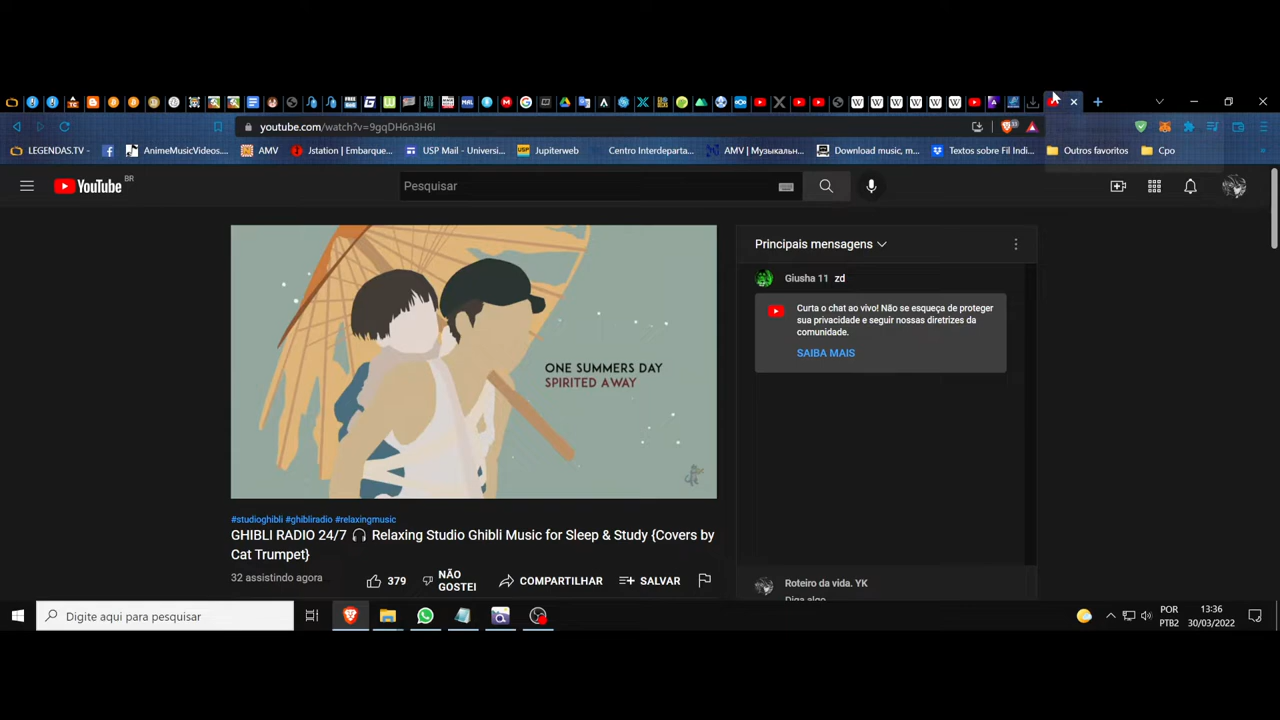 youtube.com/watch?v=9gqDH6n3H6I
LEGENDAS.TV -
AnimeMusicVideos....
AMV
Jstation | Embarque...
USP Mail - Universi...
Jupiterweb
Centro Interdeparta...
AMV | Музыкальн...
Download music, m...
Textos sobre Fil Indi...
Outros favoritos
Cpo
YouTube
BR
Pesquisar
ONE SUMMERS DAY
SPIRITED AWAY
Principais mensagens
Giusha 11 zd
Curta o chat ao vivo! Não se esqueça de proteger
sua privacidade e seguir nossas diretrizes da
comunidade.
SAIBA MAIS
#studioghibli #ghibliradio #relaxingmusic
GHIBLI RADIO 24/7 🎧 Relaxing Studio Ghibli Music for Sleep & Study {Covers by
Cat Trumpet}
32 assistindo agora
379
NÃO
GOSTEI
COMPARTILHAR
SALVAR
Roteiro da vida. YK
Diga algo
Digite aqui para pesquisar
POR
PTB2
13:36
30/03/2022